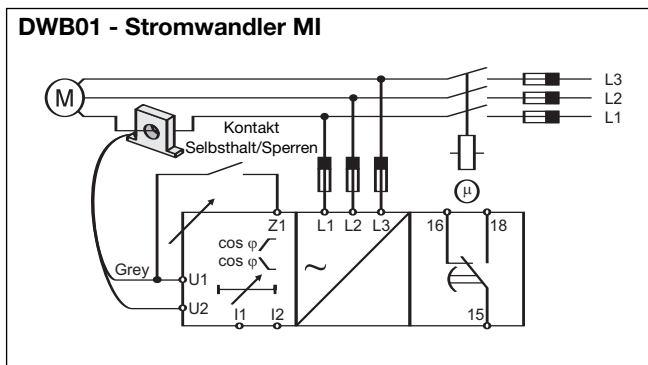 DWB01 - Stromwandler MI
L3
L2
L1
M
Kontakt
Selbsthalt/Sperren
µ
Z1 L1 L2 L3 16 18
cos φ
cos φ
~
Grey U1
U2
I1 I2
15